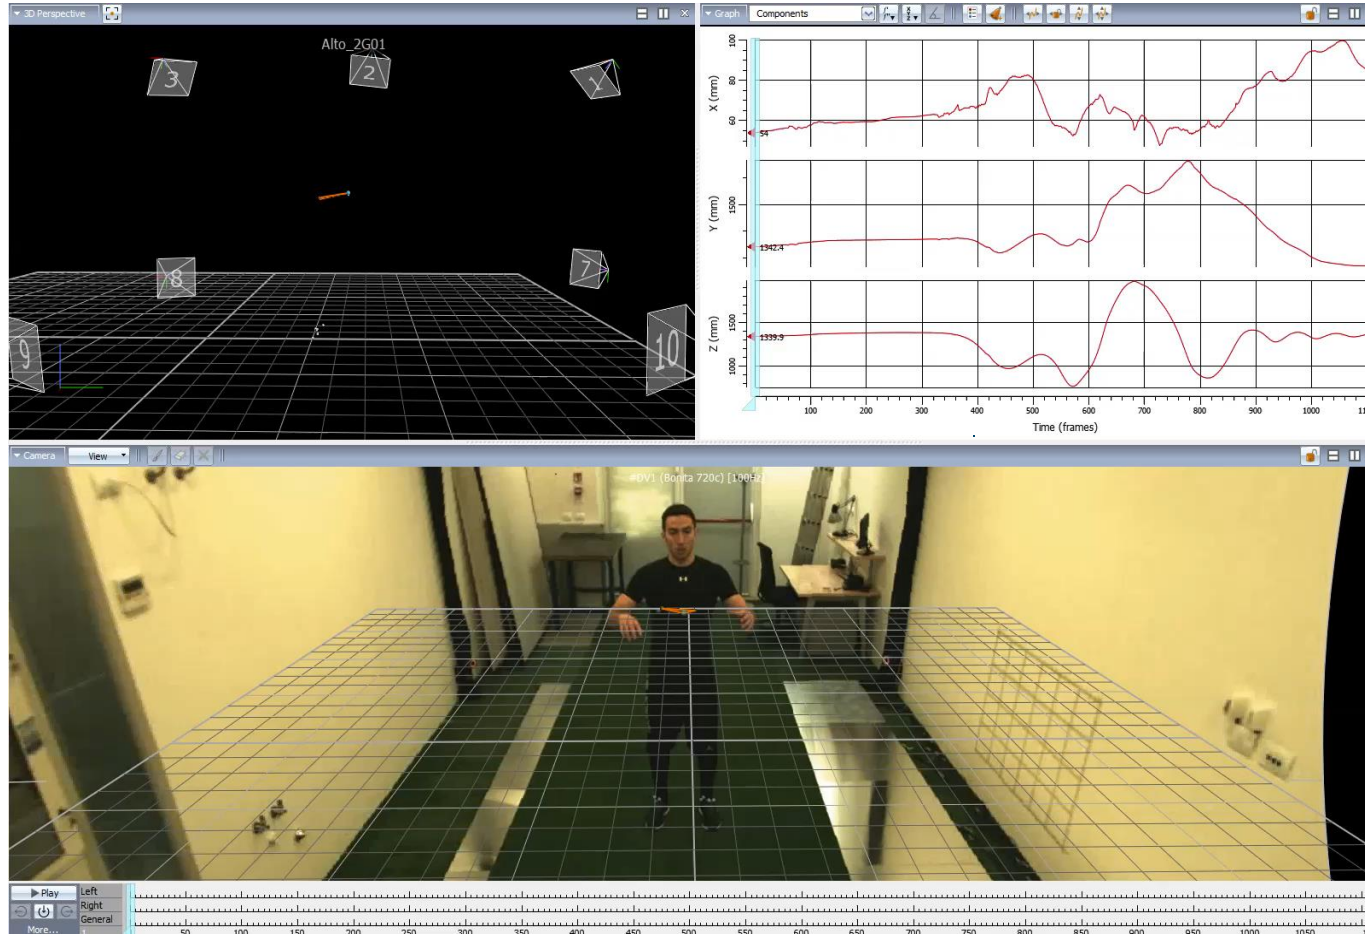 3D Perspective
Alto_2G01
3
2
1
8
7
9
10
Graph
Components
X (mm)
100
80
60
54
Y (mm)
1500
1342.4
Z (mm)
1500
1000
1339.9
100 200 300 400 500 600 700 800 900 1000
Time (frames)
Camera
View
#DV1 (Bonita 720c) [100Hz]
Play
Left
Right
General
More...
50 100 150 200 250 300 350 400 450 500 550 600 650 700 750 800 850 900 950 1000 1050